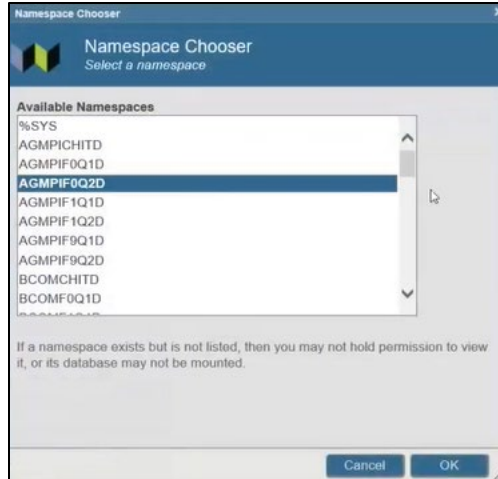 Namespace Chooser
Namespace Chooser
Select a namespace
Available Namespaces
%SYS
AGMPICHITD
AGMPIF0Q1D
AGMPIF0Q2D
AGMPIF1Q1D
AGMPIF1Q2D
AGMPIF9Q1D
AGMPIF9Q2D
BCOMCHITD
BCOMF0Q1D
If a namespace exists but is not listed, then you may not hold permission to view
it, or its database may not be mounted.
Cancel OK